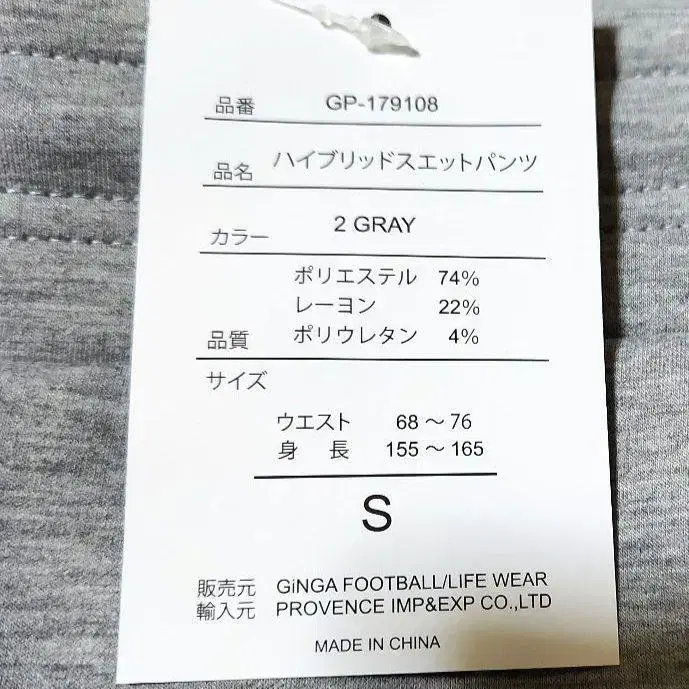 品番 GP-179108
品名 ハイブリッドスエットパンツ
カラー 2 GRAY
ポリエステル 74%
レーヨン 22%
品質 ポリウレタン 4%
サイズ
ウエスト 68～76
身 長 155～165
S
販売元 GiNGA FOOTBALL/LIFE WEAR
輸入元 PROVENCE IMP&EXP CO.,LTD
MADE IN CHINA